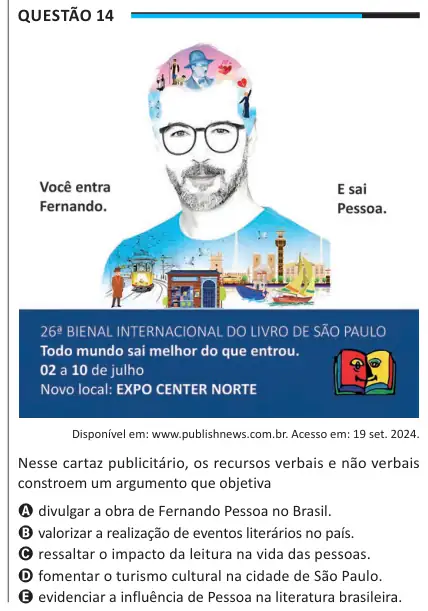 QUESTÃO 14
Você entra
Fernando.
E sai
Pessoa.
26ª BIENAL INTERNACIONAL DO LIVRO DE SÃO PAULO
Todo mundo sai melhor do que entrou.
02 a 10 de julho
Novo local: EXPO CENTER NORTE
Disponível em: www.publishnews.com.br. Acesso em: 19 set. 2024.
Nesse cartaz publicitário, os recursos verbais e não verbais
constroem um argumento que objetiva
A divulgar a obra de Fernando Pessoa no Brasil.
B valorizar a realização de eventos literários no país.
C ressaltar o impacto da leitura na vida das pessoas.
D fomentar o turismo cultural na cidade de São Paulo.
E evidenciar a influência de Pessoa na literatura brasileira.